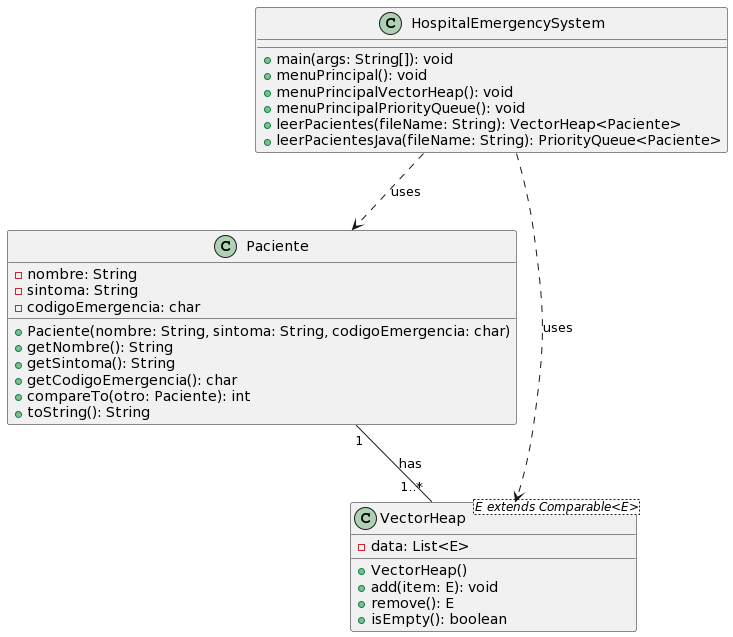 C HospitalEmergencySystem
main(args: String[]): void
menuPrincipal(): void
menuPrincipalVectorHeap(): void
menuPrincipalPriorityQueue(): void
leerPacientes(fileName: String): VectorHeap<Paciente>
leerPacientesJava(fileName: String): PriorityQueue<Paciente>
uses
C Paciente
nombre: String
sintoma: String
codigoEmergencia: char
Paciente(nombre: String, sintoma: String, codigoEmergencia: char)
getNombre(): String
getSintoma(): String
getCodigoEmergencia(): char
compareTo(otro: Paciente): int
toString(): String
uses
1
has
1..*
C VectorHeap
E extends Comparable<E>
data: List<E>
VectorHeap()
add(item: E): void
remove(): E
isEmpty(): boolean